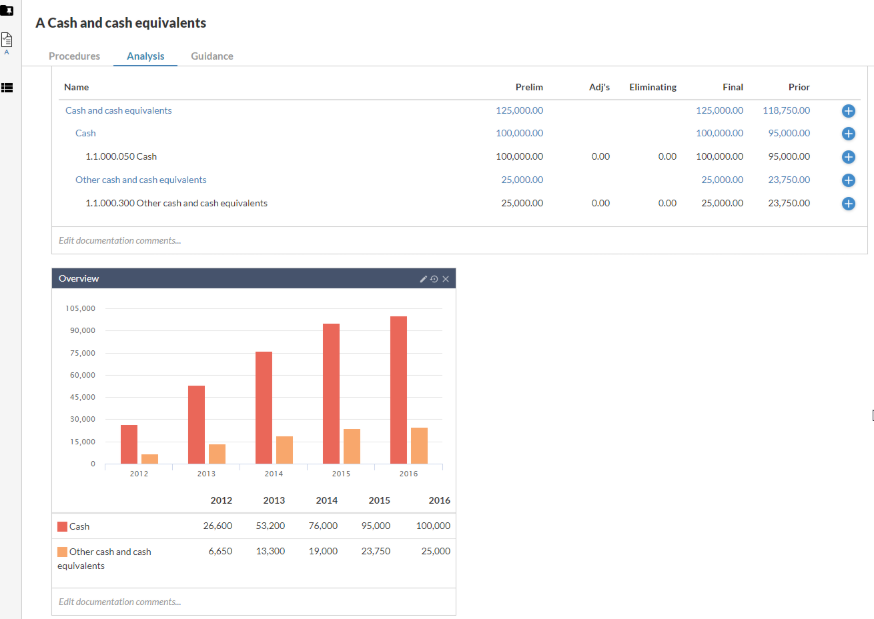 A Cash and cash equivalents
A
Procedures Analysis Guidance
Name Prelim Adj's Eliminating Final Prior
Cash and cash equivalents 125,000.00 125,000.00 118,750.00
Cash 100,000.00 100,000.00 95,000.00
1.1.000.050 Cash 100,000.00 0.00 0.00 100,000.00 95,000.00
Other cash and cash equivalents 25,000.00 25,000.00 23,750.00
1.1.000.300 Other cash and cash equivalents 25,000.00 0.00 0.00 25,000.00 23,750.00
Edit documentation comments...
Overview
105,000
90,000
75,000
60,000
45,000
30,000
15,000
0
2012 2013 2014 2015 2016
2012 2013 2014 2015 2016
Cash 26,600 53,200 76,000 95,000 100,000
Other cash and cash 6,650 13,300 19,000 23,750 25,000
equivalents
Edit documentation comments...